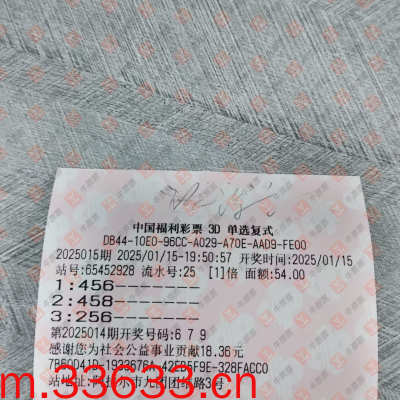 中国福利彩票 3D 单选复式
DB44-10E0-96CC-A029-A70E-AAD9-FE00
2025015期 2025/01/15-19:50:57 开奖时间:2025/01/15
站号:65452928 流水号:25 [1]倍 面额:54.00
1:456-------
2:458-------
3:256-------
第2025014期开奖号码:6 7 9
感谢您为社会公益事业贡献18.36元
m.33633.com.cn